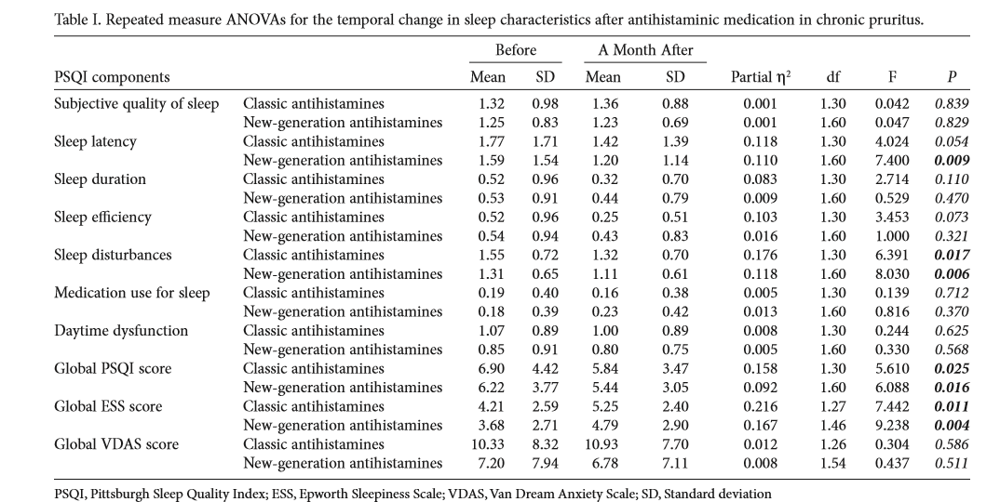 Table I. Repeated measure ANOVAs for the temporal change in sleep characteristics after antihistaminic medication in chronic pruritus.
Before A Month After
PSQI components Mean SD Mean SD Partial η² df F P
Subjective quality of sleep Classic antihistamines 1.32 0.98 1.36 0.88 0.001 1.30 0.042 0.839
New-generation antihistamines 1.25 0.83 1.23 0.69 0.001 1.60 0.047 0.829
Sleep latency Classic antihistamines 1.77 1.71 1.42 1.39 0.118 1.30 4.024 0.054
New-generation antihistamines 1.59 1.54 1.20 1.14 0.110 1.60 7.400 0.009
Sleep duration Classic antihistamines 0.52 0.96 0.32 0.70 0.083 1.30 2.714 0.110
New-generation antihistamines 0.53 0.91 0.44 0.79 0.009 1.60 0.529 0.470
Sleep efficiency Classic antihistamines 0.52 0.96 0.25 0.51 0.103 1.30 3.453 0.073
New-generation antihistamines 0.54 0.94 0.43 0.83 0.016 1.60 1.000 0.321
Sleep disturbances Classic antihistamines 1.55 0.72 1.32 0.70 0.176 1.30 6.391 0.017
New-generation antihistamines 1.31 0.65 1.11 0.61 0.118 1.60 8.030 0.006
Medication use for sleep Classic antihistamines 0.19 0.40 0.16 0.38 0.005 1.30 0.139 0.712
New-generation antihistamines 0.18 0.39 0.23 0.42 0.013 1.60 0.816 0.370
Daytime dysfunction Classic antihistamines 1.07 0.89 1.00 0.89 0.008 1.30 0.244 0.625
New-generation antihistamines 0.85 0.91 0.80 0.75 0.005 1.60 0.330 0.568
Global PSQI score Classic antihistamines 6.90 4.42 5.84 3.47 0.158 1.30 5.610 0.025
New-generation antihistamines 6.22 3.77 5.44 3.05 0.092 1.60 6.088 0.016
Global ESS score Classic antihistamines 4.21 2.59 5.25 2.40 0.216 1.27 7.442 0.011
New-generation antihistamines 3.68 2.71 4.79 2.90 0.167 1.46 9.238 0.004
Global VDAS score Classic antihistamines 10.33 8.32 10.93 7.70 0.012 1.26 0.304 0.586
New-generation antihistamines 7.20 7.94 6.78 7.11 0.008 1.54 0.437 0.511
PSQI, Pittsburgh Sleep Quality Index; ESS, Epworth Sleepiness Scale; VDAS, Van Dream Anxiety Scale; SD, Standard deviation